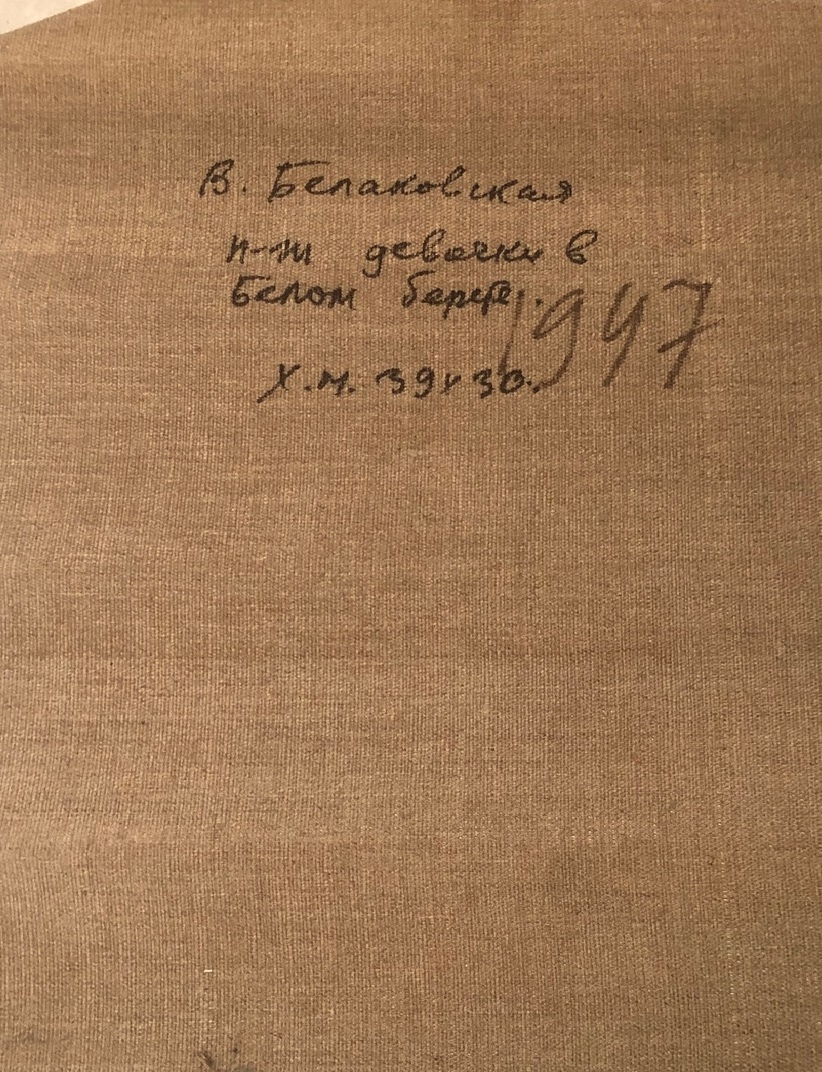 В. Белаковская
п-т девочки в
белом берете.
1947
Х.М. 39х30.